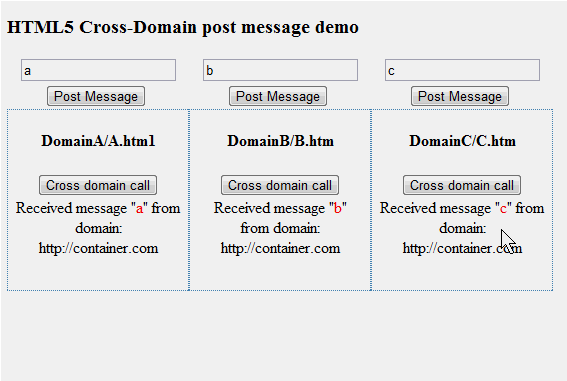 HTML5 Cross-Domain post message demo
a b c
Post Message Post Message Post Message
DomainA/A.htm1 DomainB/B.htm DomainC/C.htm
Cross domain call Cross domain call Cross domain call
Received message "a" from Received message "b" Received message "c" from
domain: from domain: domain:
http://container.com http://container.com http://container.com